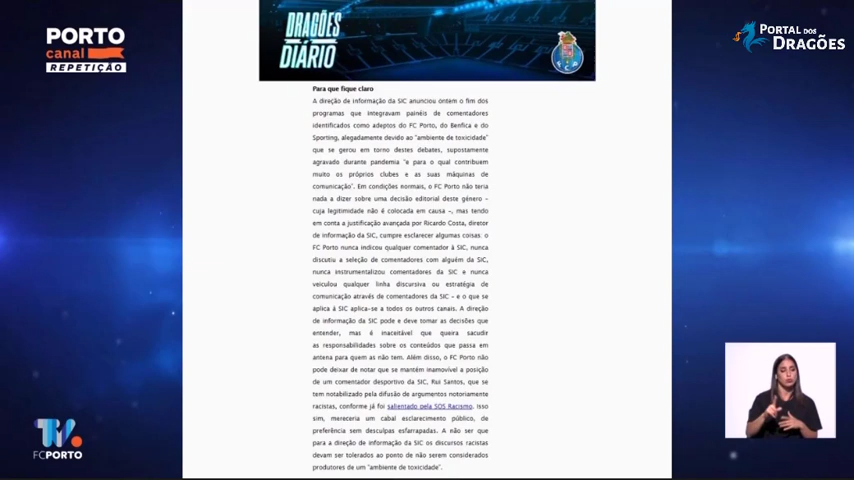 PORTO
canal
REPETIÇÃO
DRAGÕES
DIÁRIO
PORTAL DOS
DRAGÕES
Para que fique claro
A direção de informação da SIC anunciou ontem o fim dos
programas que integravam painéis de comentadores
identificados como adeptos do FC Porto, do Benfica e do
Sporting, alegadamente devido ao "ambiente de toxicidade"
que se gerou em torno destes debates, supostamente
agravado durante pandemia "e para o qual contribuem
muito os próprios clubes e as suas máquinas de
comunicação". Em condições normais, o FC Porto não teria
nada a dizer sobre uma decisão editorial deste género -
cuja legitimidade não é colocada em causa -, mas tendo
em conta a justificação avançada por Ricardo Costa, diretor
de informação da SIC, cumpre esclarecer algumas coisas: o
FC Porto nunca indicou qualquer comentador à SIC, nunca
discutiu a seleção de comentadores com alguém da SIC,
nunca instrumentalizou comentadores da SIC e nunca
veiculou qualquer linha discursiva ou estratégia de
comunicação através de comentadores da SIC - e o que se
aplica à SIC aplica-se a todos os outros canais. A direção
de informação da SIC pode e deve tomar as decisões que
entender, mas é inaceitável que queira sacudir
as responsabilidades sobre os conteúdos que passa em
antena para quem as não tem. Além disso, o FC Porto não
pode deixar de notar que se mantém inamovível a posição
de um comentador desportivo da SIC, Rui Santos, que se
tem notabilizado pela difusão de argumentos notoriamente
racistas, conforme já foi salientado pela SOS Racismo. Isso
sim, mereceria um cabal esclarecimento público, de
preferência sem desculpas esfarrapadas. A não ser que
para a direção de informação da SIC os discursos racistas
devam ser tolerados ao ponto de não serem considerados
produtores de um "ambiente de toxicidade".
FCPORTO